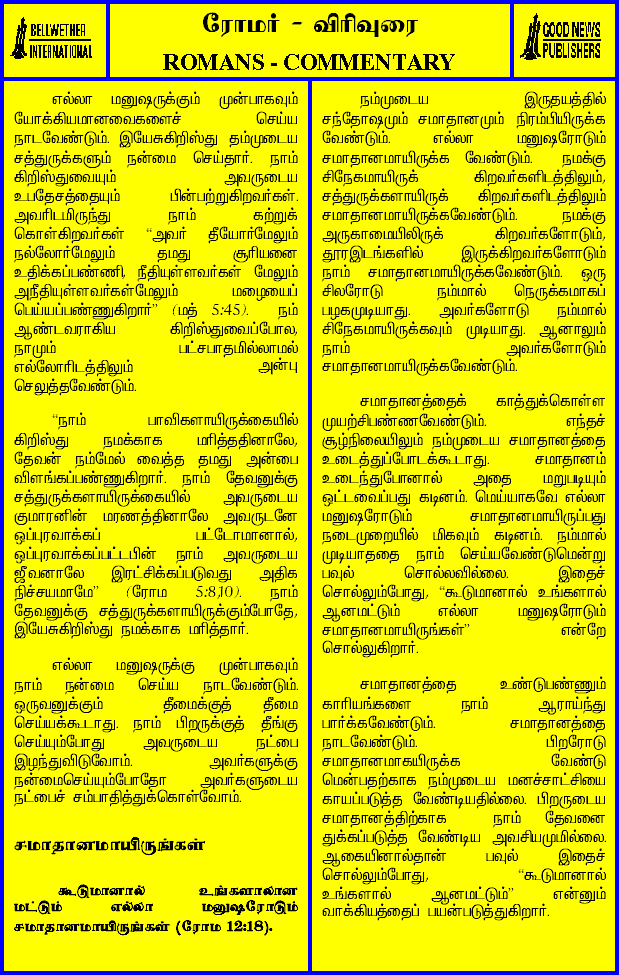 BELLWETHER
INTERNATIONAL
ரோமர் - விரிவுரை
ROMANS - COMMENTARY
GOOD NEWS
PUBLISHERS
எல்லா மனுஷருக்கும் முன்பாகவும்
யோக்கியமானவைகளைச் செய்ய
நாடவேண்டும். இயேசுகிறிஸ்து தம்முடைய
சத்துருக்களும் நன்மை செய்தார். நாம்
கிறிஸ்துவையும் அவருடைய
உபதேசத்தையும் பின்பற்றுகிறவர்கள்.
அவரிடமிருந்து நாம் கற்றுக்
கொள்கிறவர்கள் “அவர் தீயோர்மேலும்
நல்லோர்மேலும் தமது சூரியனை
உதிக்கப்பண்ணி, நீதியுள்ளவர்கள் மேலும்
அநீதியுள்ளவர்கள்மேலும் மழையைப்
பெய்யப்பண்ணுகிறார்” (மத் 5:45). நம்
ஆண்டவராகிய கிறிஸ்துவைப்போல,
நாமும் பட்சபாதமில்லாமல்
எல்லோரிடத்திலும் அன்பு
செலுத்தவேண்டும்.
“நாம் பாவிகளாயிருக்கையில்
கிறிஸ்து நமக்காக மரித்ததினாலே,
தேவன் நம்மேல் வைத்த தமது அன்பை
விளங்கப்பண்ணுகிறார். நாம் தேவனுக்கு
சத்துருக்களாயிருக்கையில் அவருடைய
குமாரனின் மரணத்தினாலே அவருடனே
ஒப்புரவாக்கப் பட்டோமானால்,
ஒப்புரவாக்கப்பட்டபின் நாம் அவருடைய
ஜீவனாலே இரட்சிக்கப்படுவது அதிக
நிச்சயமாமே” (ரோம 5:8,10). நாம்
தேவனுக்கு சத்துருக்களாயிருக்கும்போதே,
இயேசுகிறிஸ்து நமக்காக மரித்தார்.
எல்லா மனுஷருக்கு முன்பாகவும்
நாம் நன்மை செய்ய நாடவேண்டும்.
ஒருவனுக்கும் தீமைக்குத் தீமை
செய்யக்கூடாது. நாம் பிறருக்குத் தீங்கு
செய்யும்போது அவருடைய நட்பை
இழந்துவிடுவோம். அவர்களுக்கு
நன்மைசெய்யும்போதோ அவர்களுடைய
நட்பைச் சம்பாதித்துக்கொள்வோம்.
சமாதானமாயிருங்கள்
கூடுமானால் உங்களாலான
மட்டும் எல்லா மனுஷரோடும்
சமாதானமாயிருங்கள் (ரோம 12:18).
நம்முடைய இருதயத்தில்
சந்தோஷமும் சமாதானமும் நிரம்பியிருக்க
வேண்டும். எல்லா மனுஷரோடும்
சமாதானமாயிருக்க வேண்டும். நமக்கு
சிநேகமாயிருக் கிறவர்களிடத்திலும்,
சத்துருக்களாயிருக் கிறவர்களிடத்திலும்
சமாதானமாயிருக்கவேண்டும். நமக்கு
அருகாமையிலிருக் கிறவர்களோடும்,
தூரஇடங்களில் இருக்கிறவர்களோடும்
நாம் சமாதானமாயிருக்கவேண்டும். ஒரு
சிலரோடு நம்மால் நெருக்கமாகப்
பழகமுடியாது. அவர்களோடு நம்மால்
சிநேகமாயிருக்கவும் முடியாது. ஆனாலும்
நாம் அவர்களோடும்
சமாதானமாயிருக்கவேண்டும்.
சமாதானத்தைக் காத்துக்கொள்ள
முயற்சிபண்ணவேண்டும். எந்தச்
சூழ்நிலையிலும் நம்முடைய சமாதானத்தை
உடைத்துப்போடக்கூடாது. சமாதானம்
உடைந்துபோனால் அதை மறுபடியும்
ஒட்டவைப்பது கடினம். மெய்யாகவே எல்லா
மனுஷரோடும் சமாதானமாயிருப்பது
நடைமுறையில் மிகவும் கடினம். நம்மால்
முடியாததை நாம் செய்யவேண்டுமென்று
பவுல் சொல்லவில்லை. இதைச்
சொல்லும்போது, “கூடுமானால் உங்களால்
ஆனமட்டும் எல்லா மனுஷரோடும்
சமாதானமாயிருங்கள்” என்றே
சொல்லுகிறார்.
சமாதானத்தை உண்டுபண்ணும்
காரியங்களை நாம் ஆராய்ந்து
பார்க்கவேண்டும். சமாதானத்தை
நாடவேண்டும். பிறரோடு
சமாதானமாகயிருக்க வேண்டு
மென்பதற்காக நம்முடைய மனச்சாட்சியை
காயப்படுத்த வேண்டியதில்லை. பிறருடைய
சமாதானத்திற்காக நாம் தேவனை
துக்கப்படுத்த வேண்டிய அவசியமுமில்லை.
ஆகையினால்தான் பவுல் இதைச்
சொல்லும்போது, “கூடுமானால்
உங்களால் ஆனமட்டும்” என்னும்
வாக்கியத்தைப் பயன்படுத்துகிறார்.